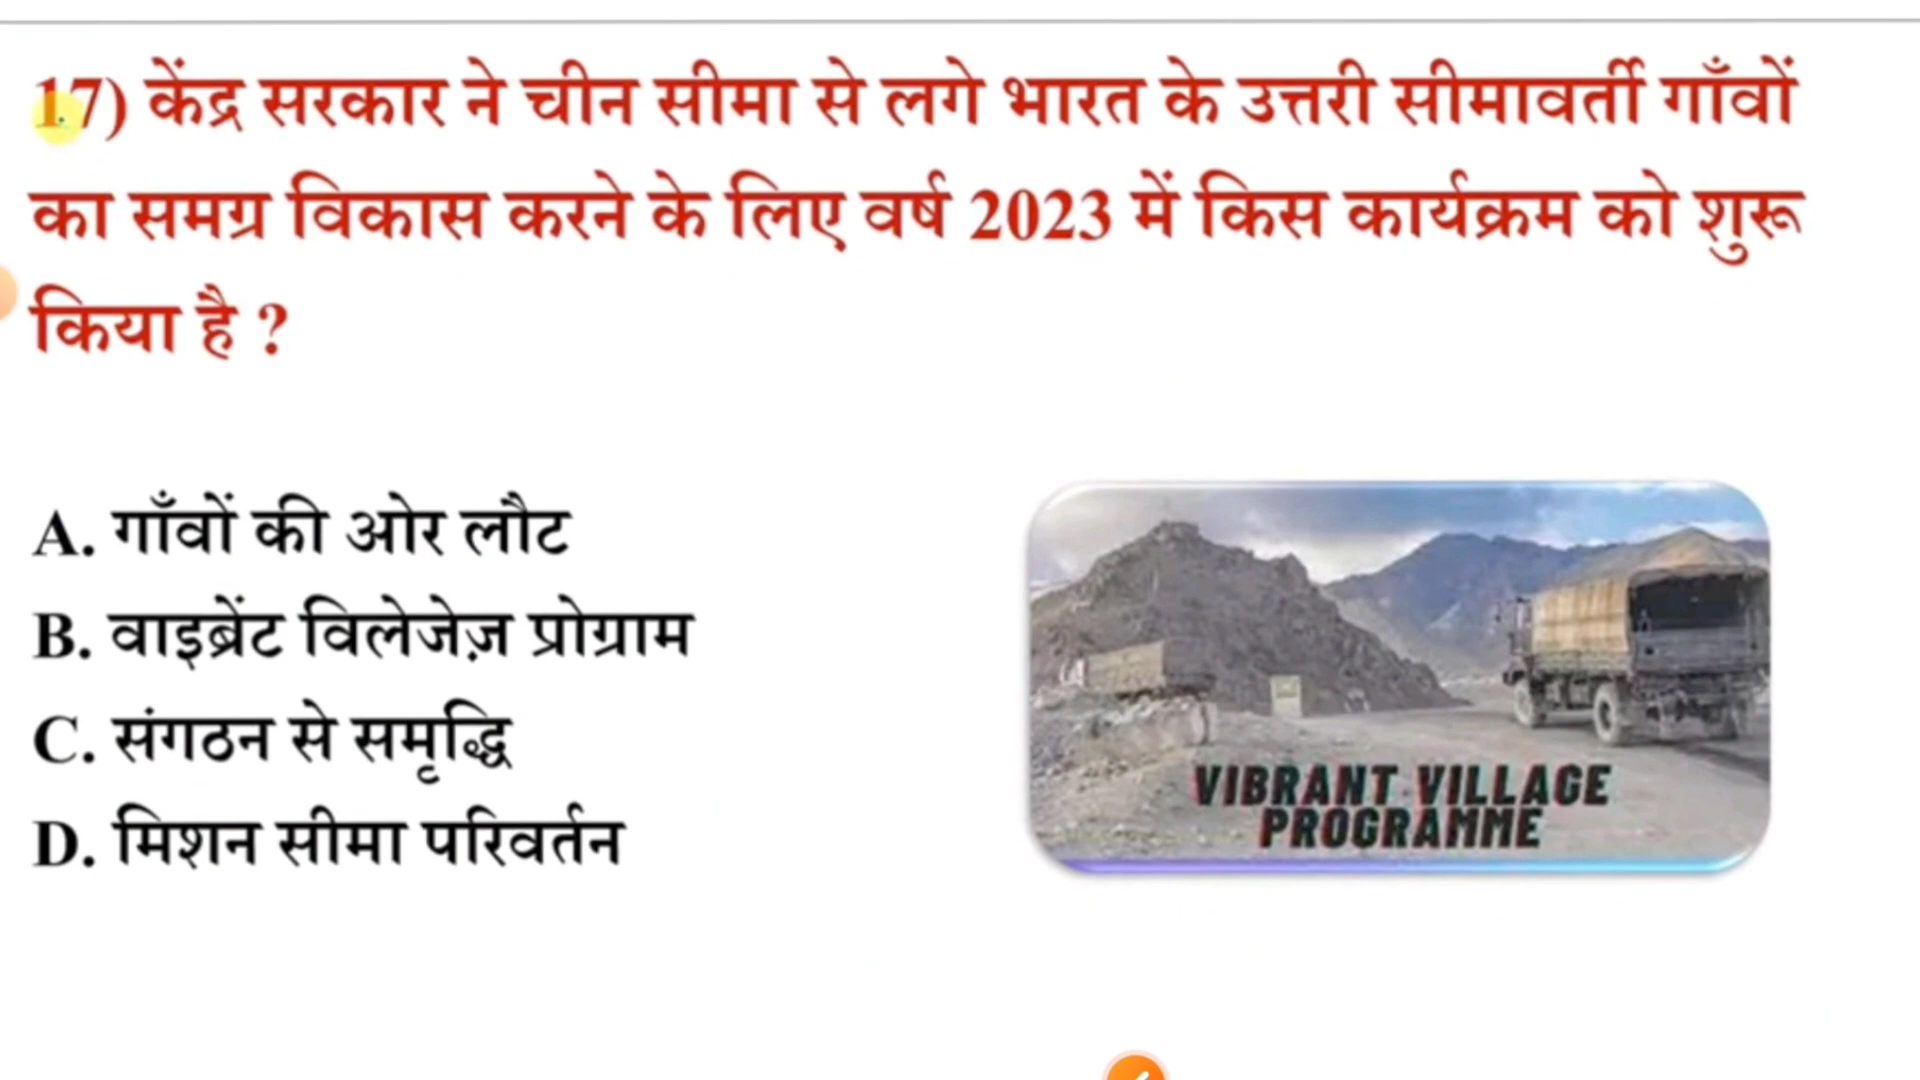 17) केंद्र सरकार ने चीन सीमा से लगे भारत के उत्तरी सीमावर्ती गाँवों
का समग्र विकास करने के लिए वर्ष 2023 में किस कार्यक्रम को शुरू
किया है ?
A. गाँवों की ओर लौट
B. वाइब्रेंट विलेजेज़ प्रोग्राम
C. संगठन से समृद्धि
D. मिशन सीमा परिवर्तन
VIBRANT VILLAGE
PROGRAMME